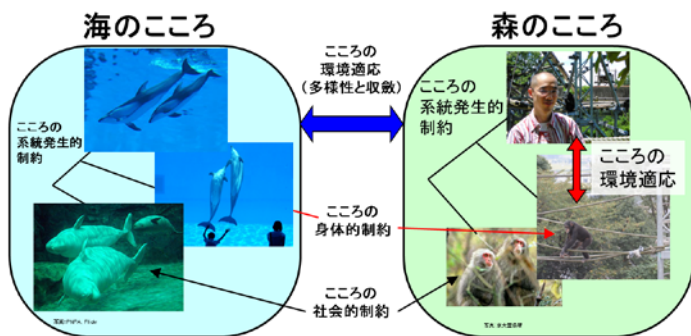 海のこころ
森のこころ
こころの
環境適応
(多様性と収斂)
こころの
系統発生的
制約
こころの
系統発生的
制約
こころの
環境適応
こころの
身体的制約
こころの
社会的制約